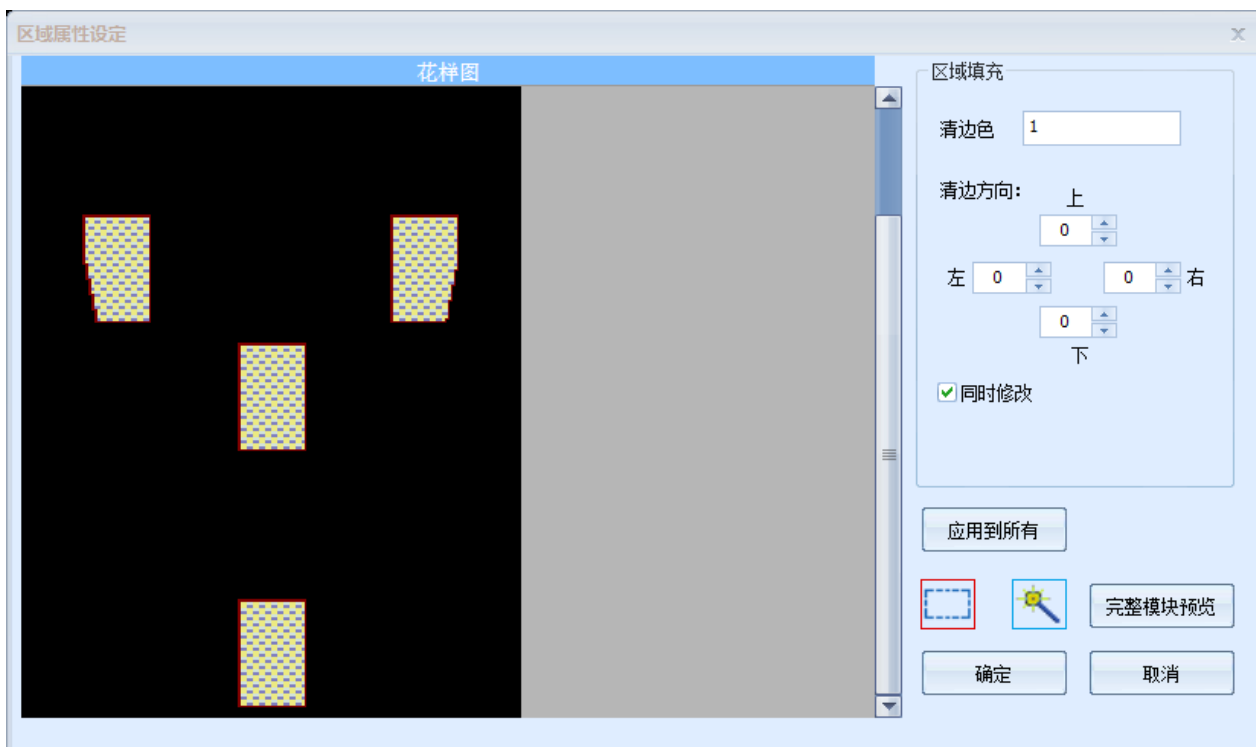 区域属性设定
x
花样图
区域填充
清边色 1
清边方向:
上
0
左 0 0 右
0
下
同时修改
应用到所有
完整模块预览
确定 取消